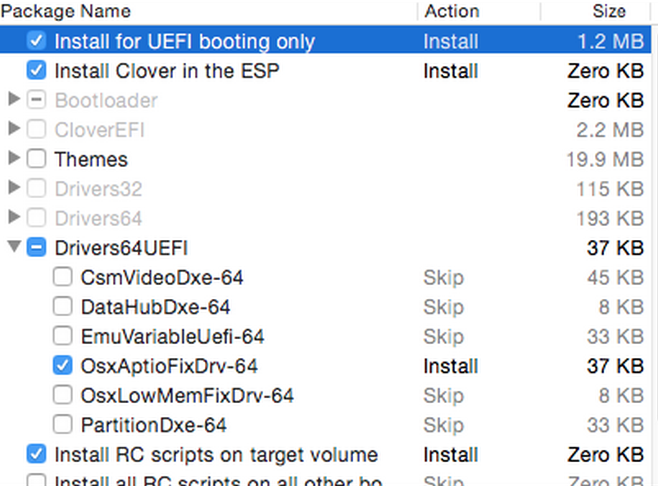 Package Name Action Size
Install for UEFI booting only Install 1.2 MB
Install Clover in the ESP Install Zero KB
Bootloader Zero KB
CloverEFI 2.2 MB
Themes 19.9 MB
Drivers32 115 KB
Drivers64 193 KB
Drivers64UEFI 37 KB
CsmVideoDxe-64 Skip 45 KB
DataHubDxe-64 Skip 8 KB
EmuVariableUefi-64 Skip 33 KB
OsxAptioFixDrv-64 Install 37 KB
OsxLowMemFixDrv-64 Skip 8 KB
PartitionDxe-64 Skip 33 KB
Install RC scripts on target volume Install Zero KB
Install all RC scripts on all other bo Skip Zero KB